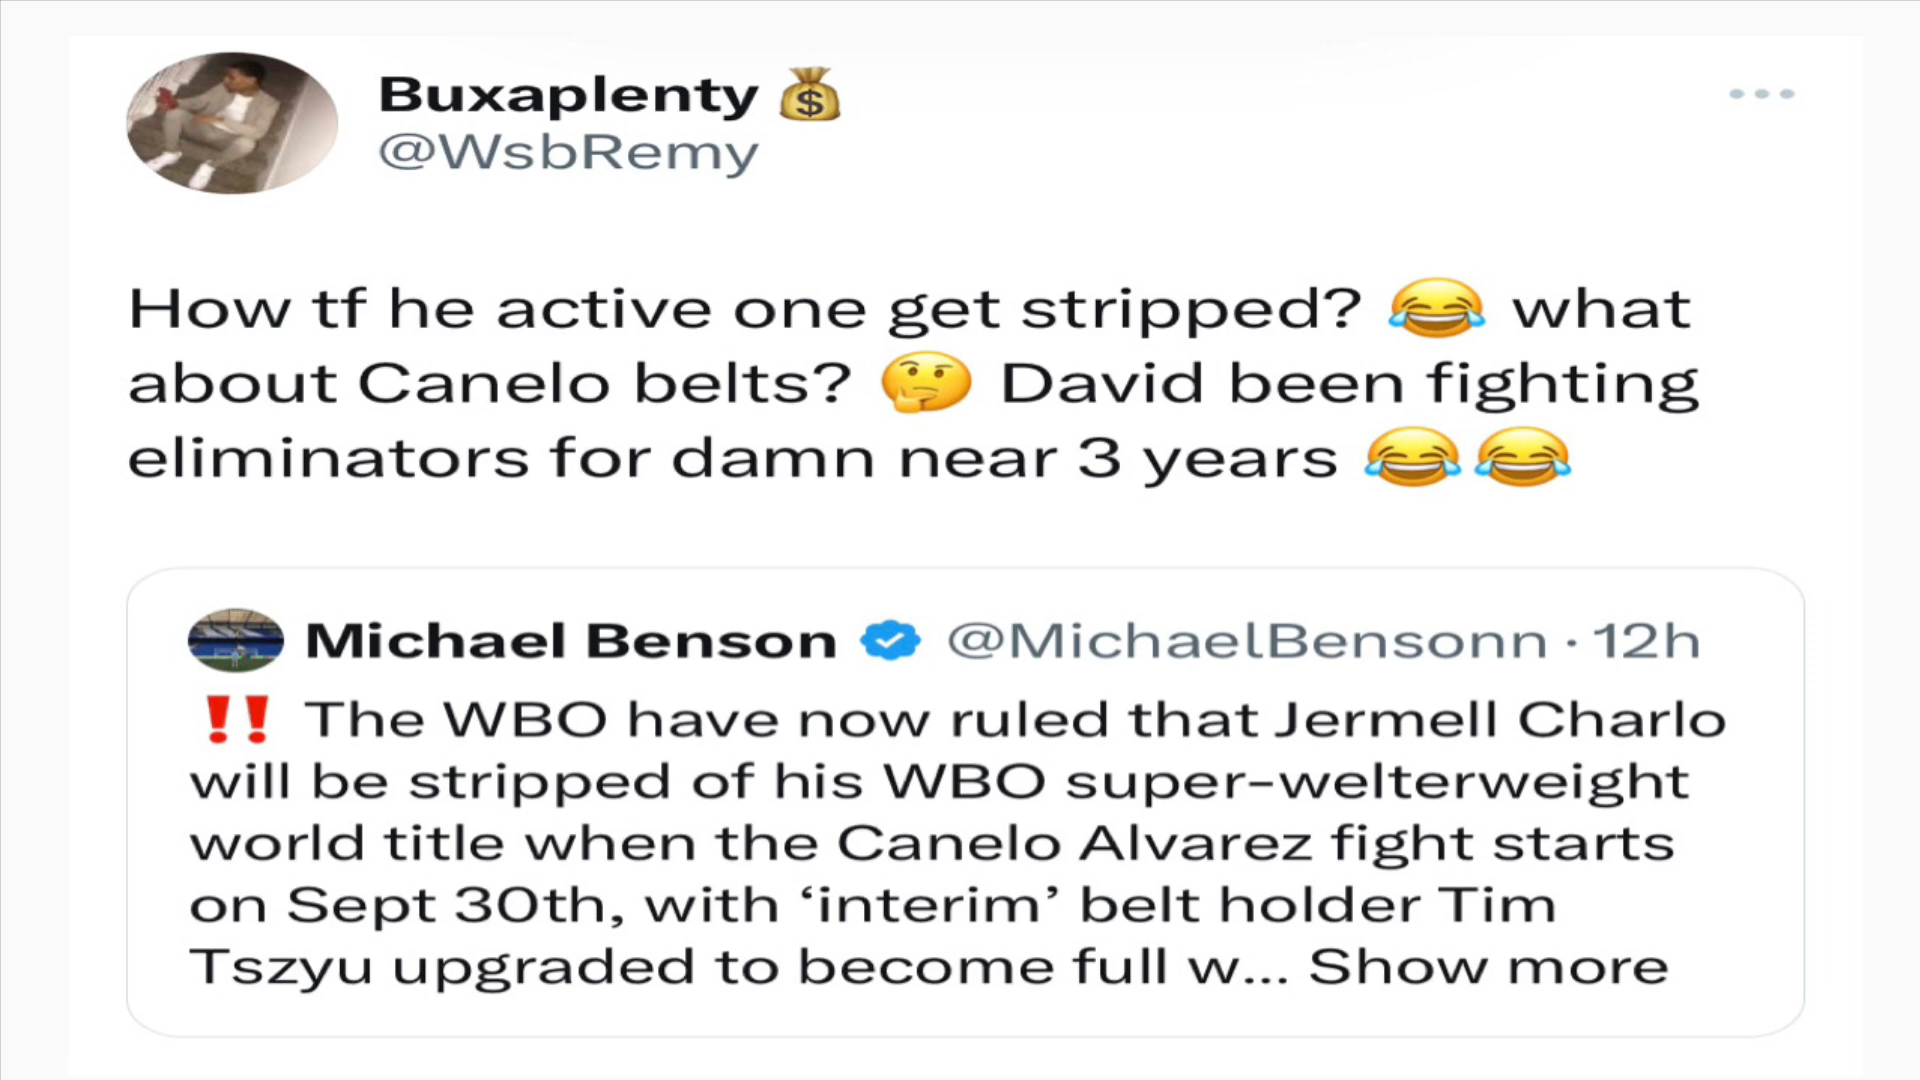 Buxaplenty 💰
@WsbRemy
How tf he active one get stripped? 😂 what
about Canelo belts? 🤔 David been fighting
eliminators for damn near 3 years 😂😂
Michael Benson @MichaelBensonn · 12h
‼️ The WBO have now ruled that Jermell Charlo
will be stripped of his WBO super-welterweight
world title when the Canelo Alvarez fight starts
on Sept 30th, with ‘interim’ belt holder Tim
Tszyu upgraded to become full w... Show more